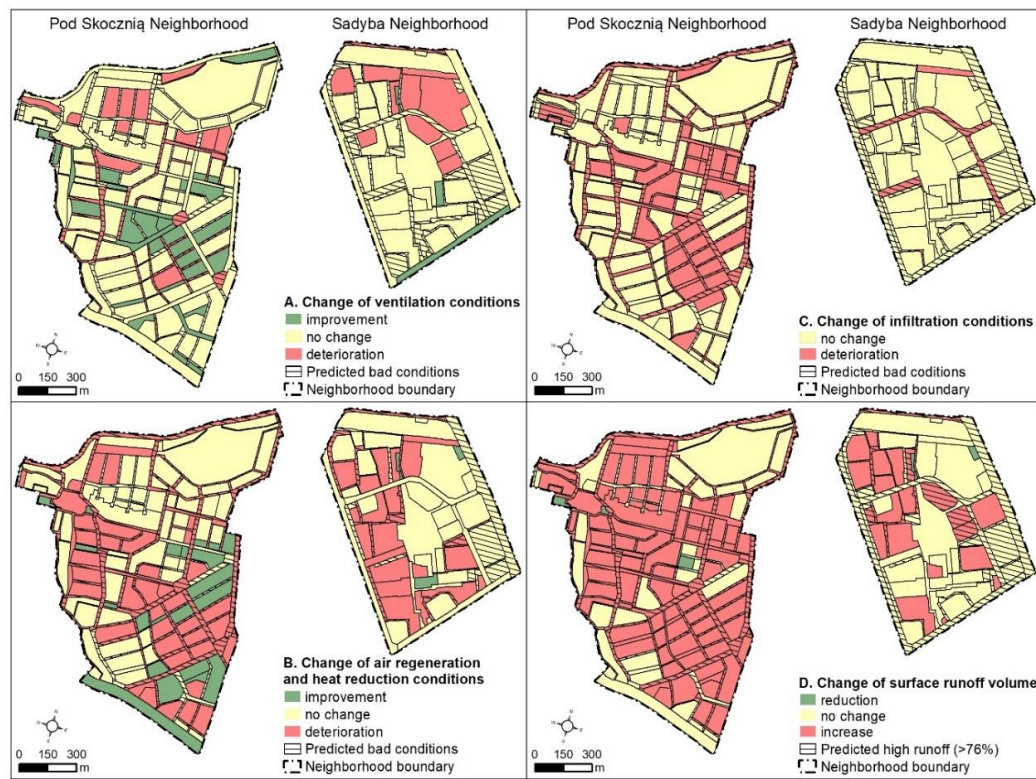 Pod Skocznią Neighborhood
Sadyba Neighborhood
A. Change of ventilation conditions
improvement
no change
deterioration
Predicted bad conditions
Neighborhood boundary
N
E
S
W
0 150 300
m
Pod Skocznią Neighborhood
Sadyba Neighborhood
C. Change of infiltration conditions
no change
deterioration
Predicted bad coditions
Neighborhood boundary
N
E
S
W
0 150 300
m
B. Change of air regeneration
and heat reduction conditions
improvement
no change
deterioration
Predicted bad conditions
Neighborhood boundary
N
E
S
W
0 150 300
m
D. Change of surface runoff volume
reduction
no change
increase
Predicted high runoff (>76%)
Neighborhood boundary
N
E
S
W
0 150 300
m